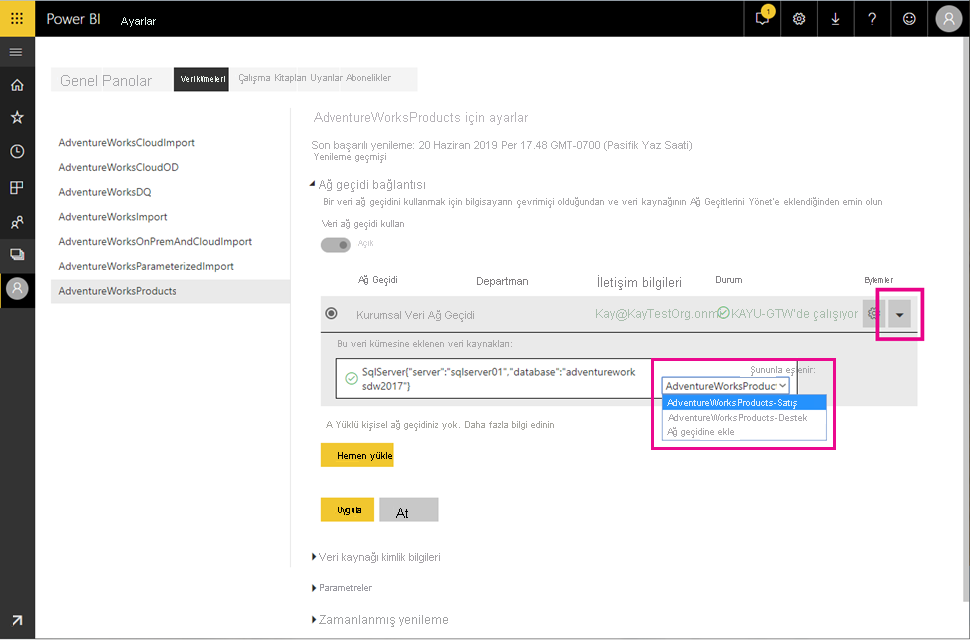 Power BI Ayarlar
1
?
Genel Panolar Veri kümeleri Çalışma Kitapları Uyarılar Abonelikler
AdventureWorksCloudImport
AdventureWorksCloudOD
AdventureWorksDQ
AdventureWorksImport
AdventureWorksOnPremAndCloudImport
AdventureWorksParameterizedImport
AdventureWorksProducts
AdventureWorksProducts için ayarlar
Son başarılı yenileme: 20 Haziran 2019 Per 17.48 GMT-0700 (Pasifik Yaz Saati)
Yenileme geçmişi
Ağ geçidi bağlantısı
Bir veri ağ geçidini kullanmak için bilgisayarın çevrimiçi olduğundan ve veri kaynağının Ağ Geçitlerini Yönet'e eklendiğinden emin olun
Veri ağ geçidi kullan
Açık
Ağ Geçidi Departman İletişim bilgileri Durum Eylemler
Kurumsal Veri Ağ Geçidi Kay@KayTestOrg.onm KAYU-GTW'de çalışıyor
Bu veri kümesine eklenen veri kaynakları:
SqlServer{"server":"sqlserver01","database":"adventurework
sdw2017"}
Şununla eşlenir:
AdventureWorksProduc
AdventureWorksProducts-Satış
AdventureWorksProducts-Destek
Ağ geçidine ekle
A Yüklü kişisel ağ geçidiniz yok. Daha fazla bilgi edinin
Hemen yükle
Uygula At
Veri kaynağı kimlik bilgileri
Parametreler
Zamanlanmış yenileme